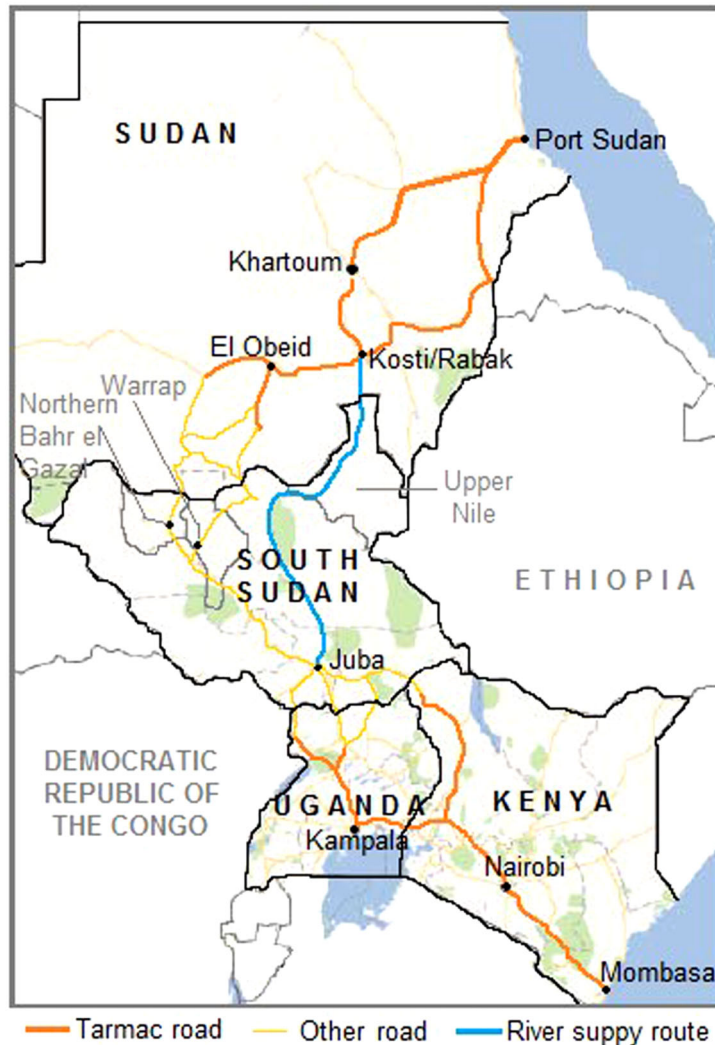 SUDAN
Port Sudan
Khartoum
El Obeid
Kosti/Rabak
Warrap
Northern
Bahr el
Gazal
Upper
Nile
SOUTH
SUDAN
ETHIOPIA
Juba
DEMOCRATIC
REPUBLIC OF
THE CONGO
UGANDA
KENYA
Kampala
Nairobi
Mombasa
Tarmac road
Other road
River suppy route